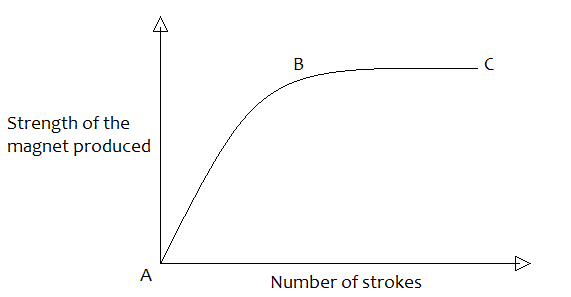 B
C
Strength of the
magnet produced
A
Number of strokes